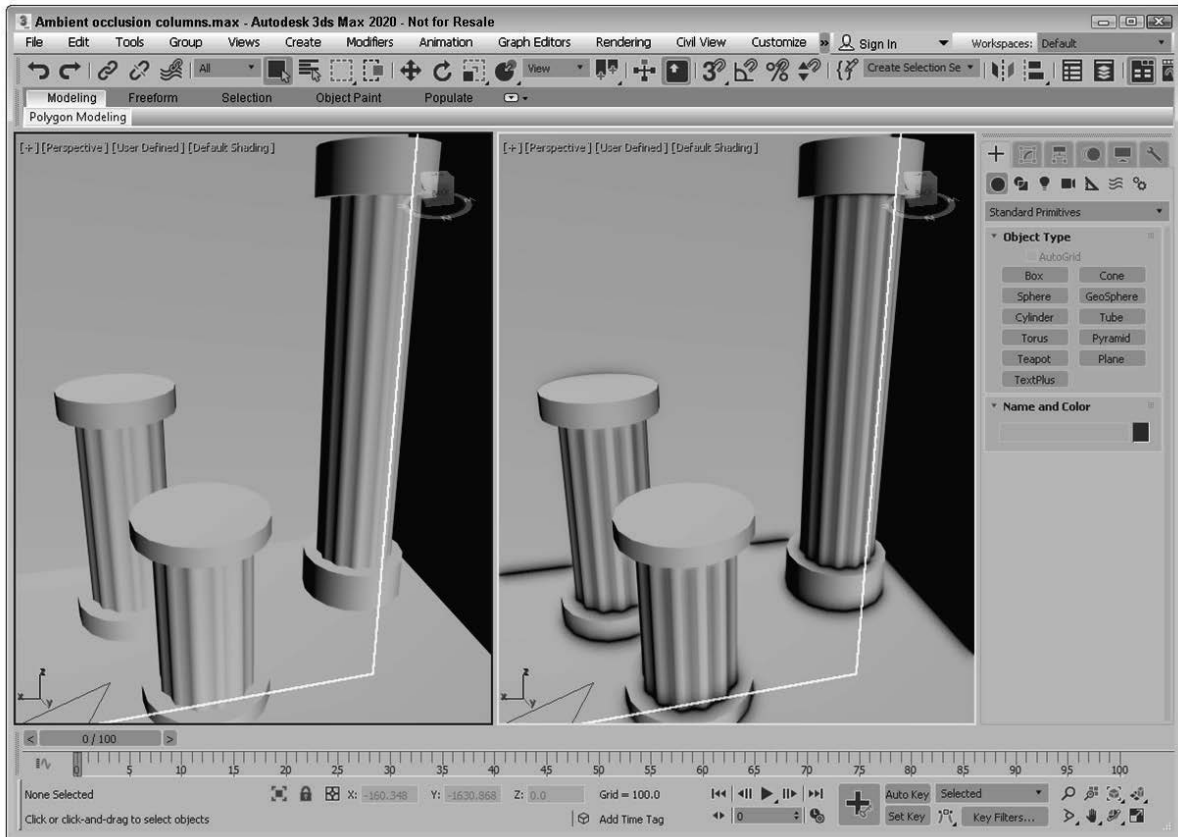 3 Ambient occlusion columns.max - Autodesk 3ds Max 2020 - Not for Resale
File Edit Tools Group Views Create Modifiers Animation Graph Editors Rendering Civil View Customize » Sign In Workspaces: Default
All View Create Selection Se
Modeling Freeform Selection Object Paint Populate
Polygon Modeling
[+] [Perspective] [User Defined] [Default Shading]
[+] [Perspective] [User Defined] [Default Shading]
Standard Primitives
Object Type
AutoGrid
Box Cone
Sphere GeoSphere
Cylinder Tube
Torus Pyramid
Teapot Plane
TextPlus
Name and Color
z
x y
z
x y
< 0 / 100 >
0 5 10 15 20 25 30 35 40 45 50 55 60 65 70 75 80 85 90 95 100
None Selected X: -160.348 Y: -1630.868 Z: 0.0 Grid = 100.0 Auto Key Selected
Click or click-and-drag to select objects Add Time Tag 0 Set Key Key Filters...